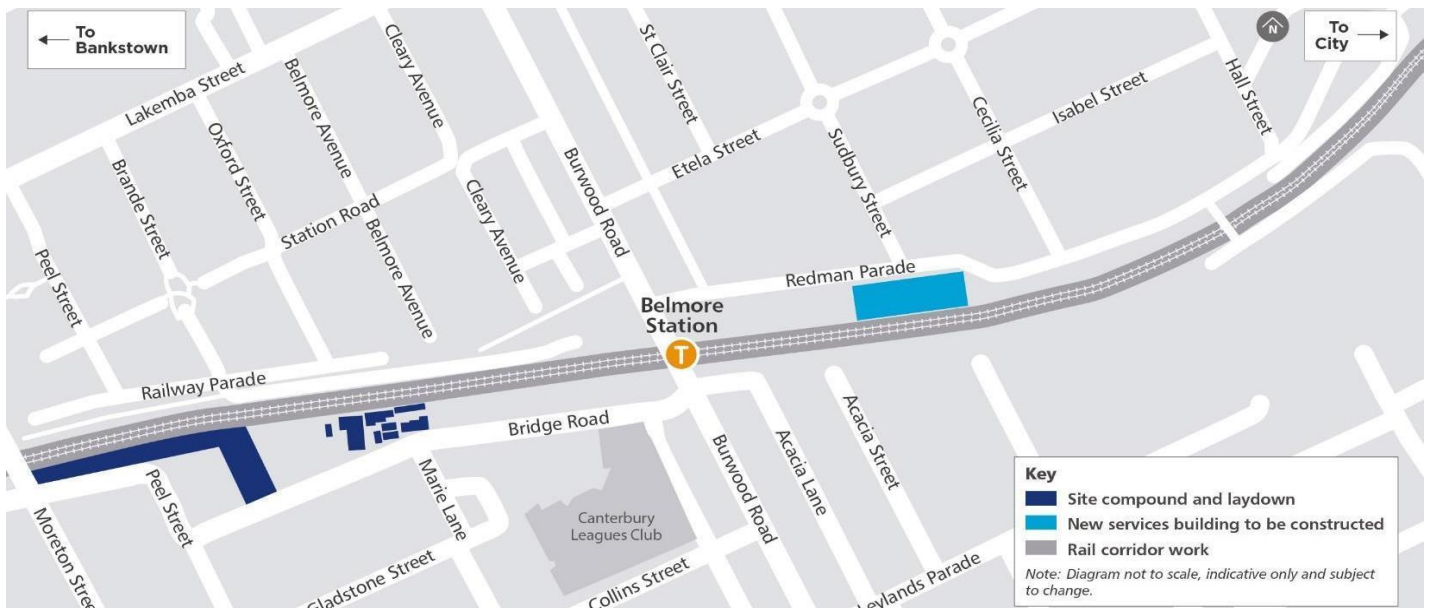 To
Bankstown
N
To
City
Lakemba Street
Cleary Avenue
Belmore Avenue
St Clair Street
Hall Street
Isabel Street
Cecilia Street
Etela Street
Sudbury Street
Oxford Street
Brande Street
Burwood Road
Cleary Avenue
Station Road
Belmore Avenue
Peel Street
Redman Parade
Belmore
Station
T
Railway Parade
Bridge Road
Acacia Street
Acacia Lane
Burwood Road
Marie Lane
Peel Street
Moreton Street
Canterbury
Leagues Club
Gladstone Street
Collins Street
Leylands Parade
Key
Site compound and laydown
New services building to be constructed
Rail corridor work
Note: Diagram not to scale, indicative only and subject
to change.